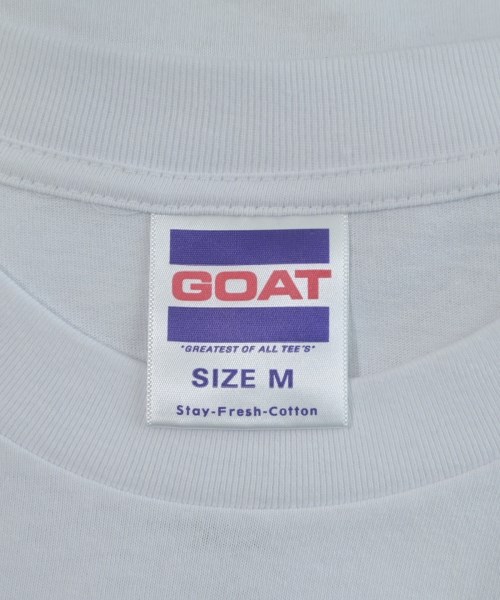 GOAT
"GREATEST OF ALL TEE'S"
SIZE M
Stay-Fresh-Cotton